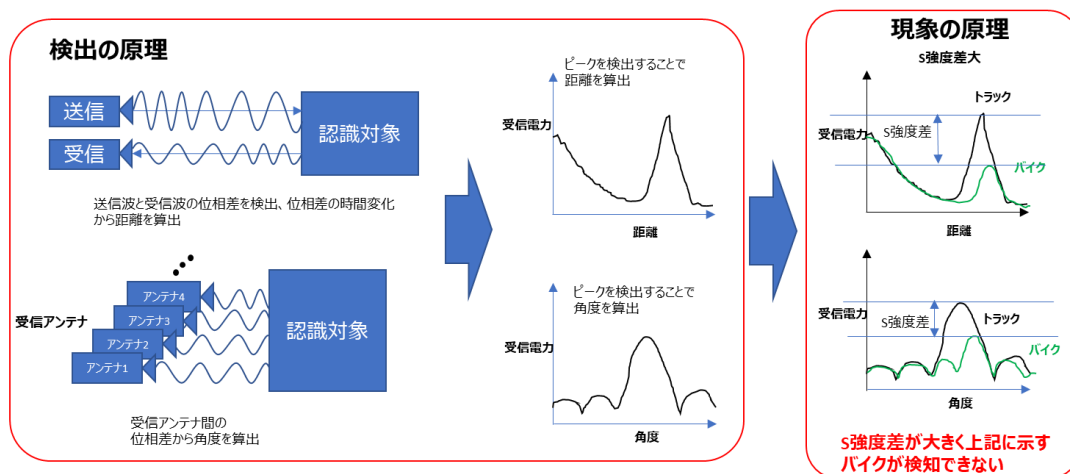 検出の原理
送信
受信
認識対象
送信波と受信波の位相差を検出、位相差の時間変化
から距離を算出
受信アンテナ
アンテナ4
アンテナ3
アンテナ2
アンテナ1
認識対象
受信アンテナ間の
位相差から角度を算出
ピークを検出することで
距離を算出
受信電力
距離
ピークを検出することで
角度を算出
受信電力
角度
現象の原理
S強度差大
トラック
受信電力
S強度差
バイク
距離
受信電力
S強度差
トラック
バイク
角度
S強度差が大きく上記に示す
バイクが検知できない